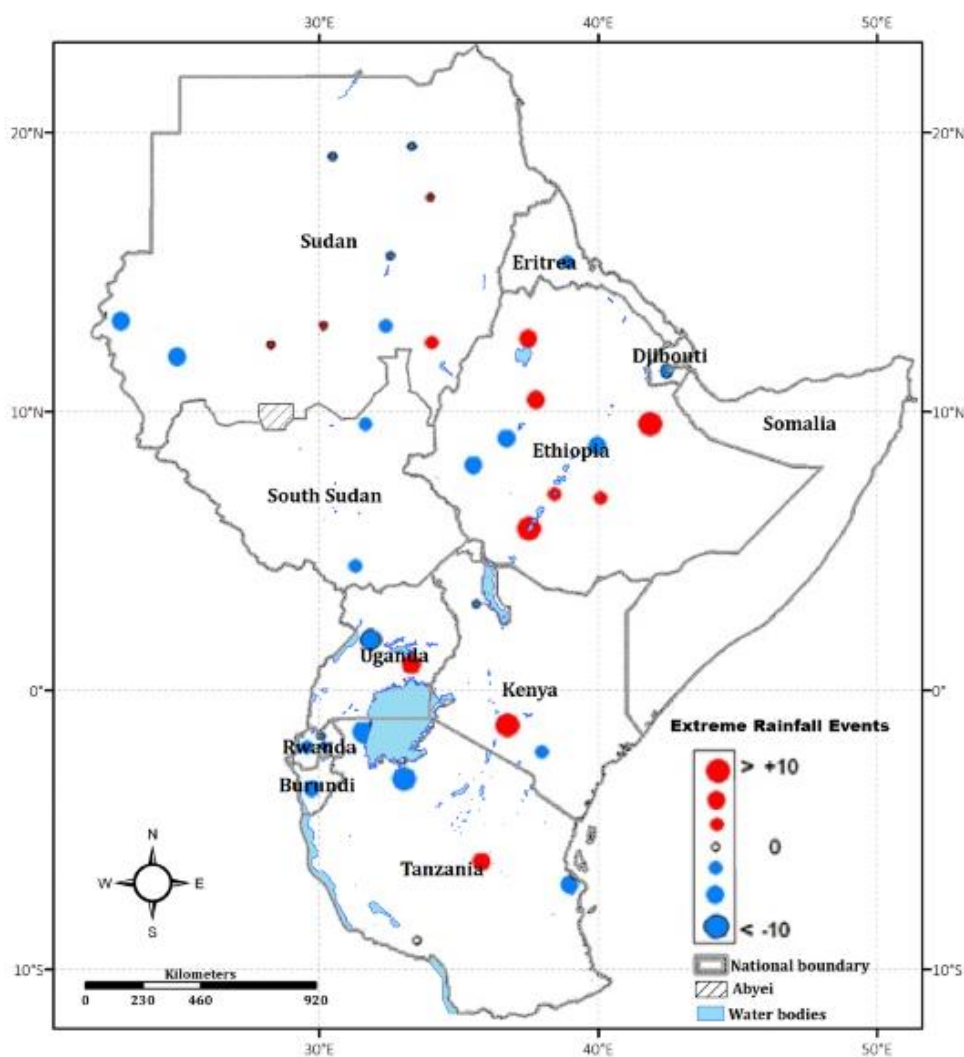 30°E 40°E 50°E
20°N 20°N
Sudan
Eritrea
Djibouti
10°N 10°N
Somalia
Ethiopia
South Sudan
Uganda
0° 0°
Kenya
Extreme Rainfall Events
Rwanda
> +10
Burundi
0
N
Tanzania
W E
S
< -10
National boundary
10°S 10°S
Kilometers
Abyei
0 230 460 920
Water bodies
30°E 40°E 50°E